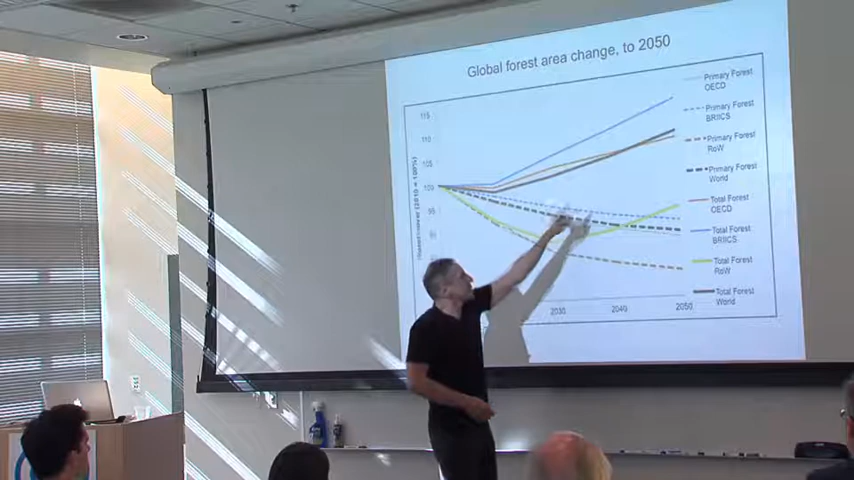 Global forest area change, to 2050
115
110
105
100
95
90
2030
2040
2050
Primary Forest
OECD
Primary Forest
BRIICS
Primary Forest
RoW
Primary Forest
World
Total Forest
OECD
Total Forest
BRIICS
Total Forest
RoW
Total Forest
World